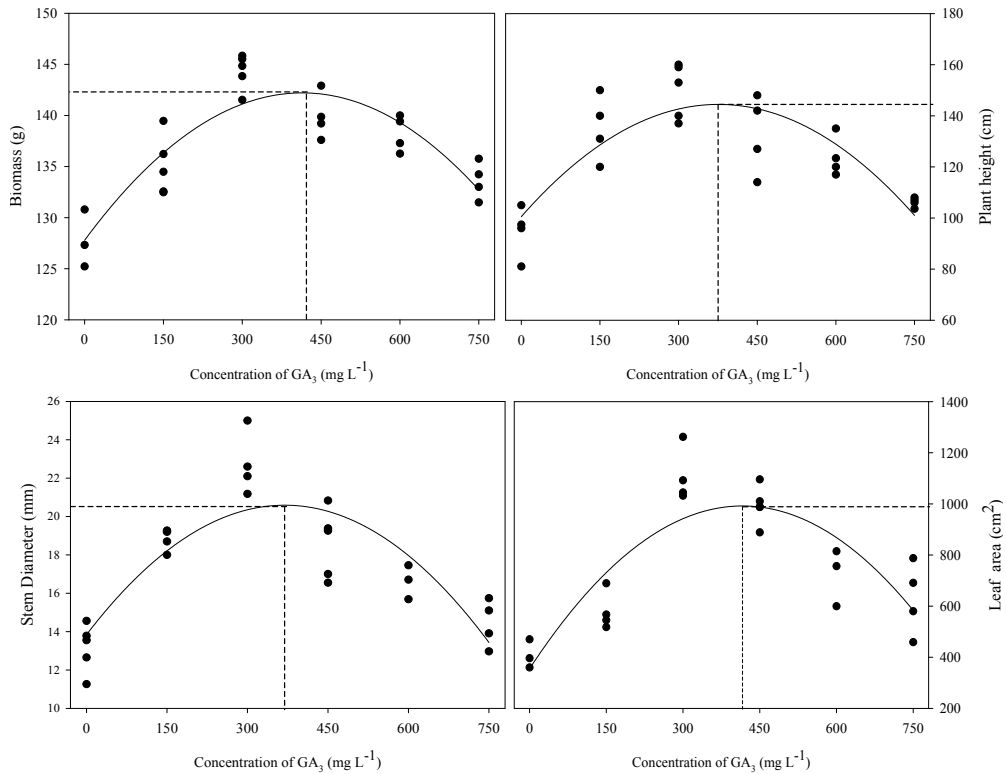 150
145
140
135
130
125
120
Biomass (g)
0 150 300 450 600 750
Concentration of GA3 (mg L-1)
180
160
140
120
100
80
60
Plant height (cm)
0 150 300 450 600 750
Concentration of GA3 (mg L-1)
26
24
22
20
18
16
14
12
10
Stem Diameter (mm)
0 150 300 450 600 750
Concentration of GA3 (mg L-1)
1400
1200
1000
800
600
400
200
Leaf area (cm2)
0 150 300 450 600 750
Concentration of GA3 (mg L-1)